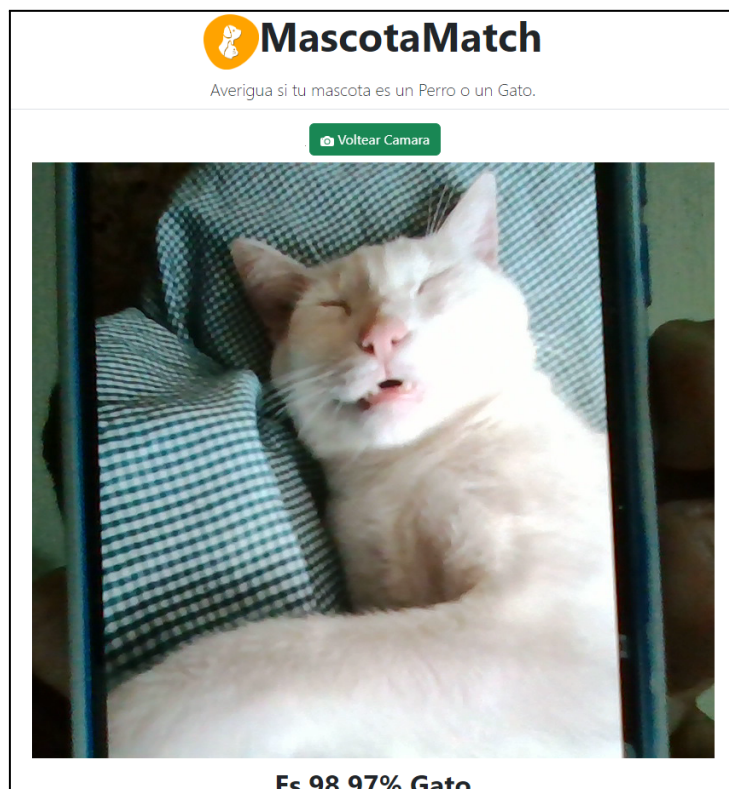 MascotaMatch
Averigua si tu mascota es un Perro o un Gato.
Voltear Camara
Es 98.97% Gato